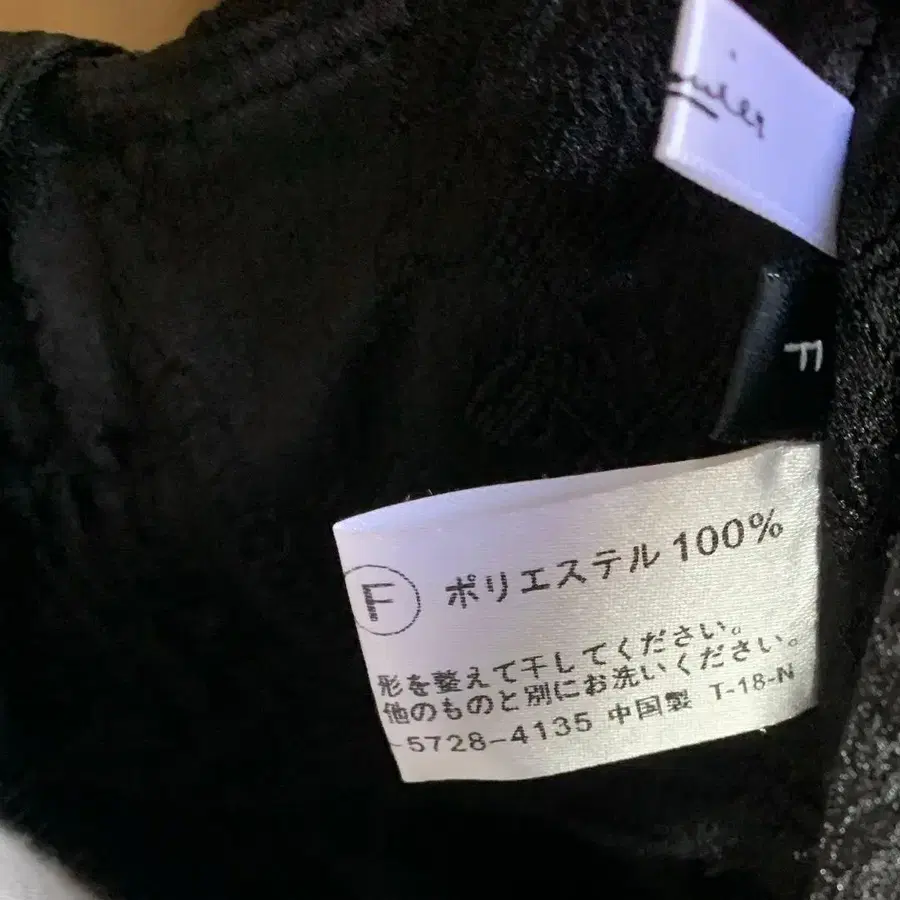 F
F
ポリエステル 100%
形を整えて干してください。
他のものと別にお洗いください。
-5728-4135 中国製 T-18-N